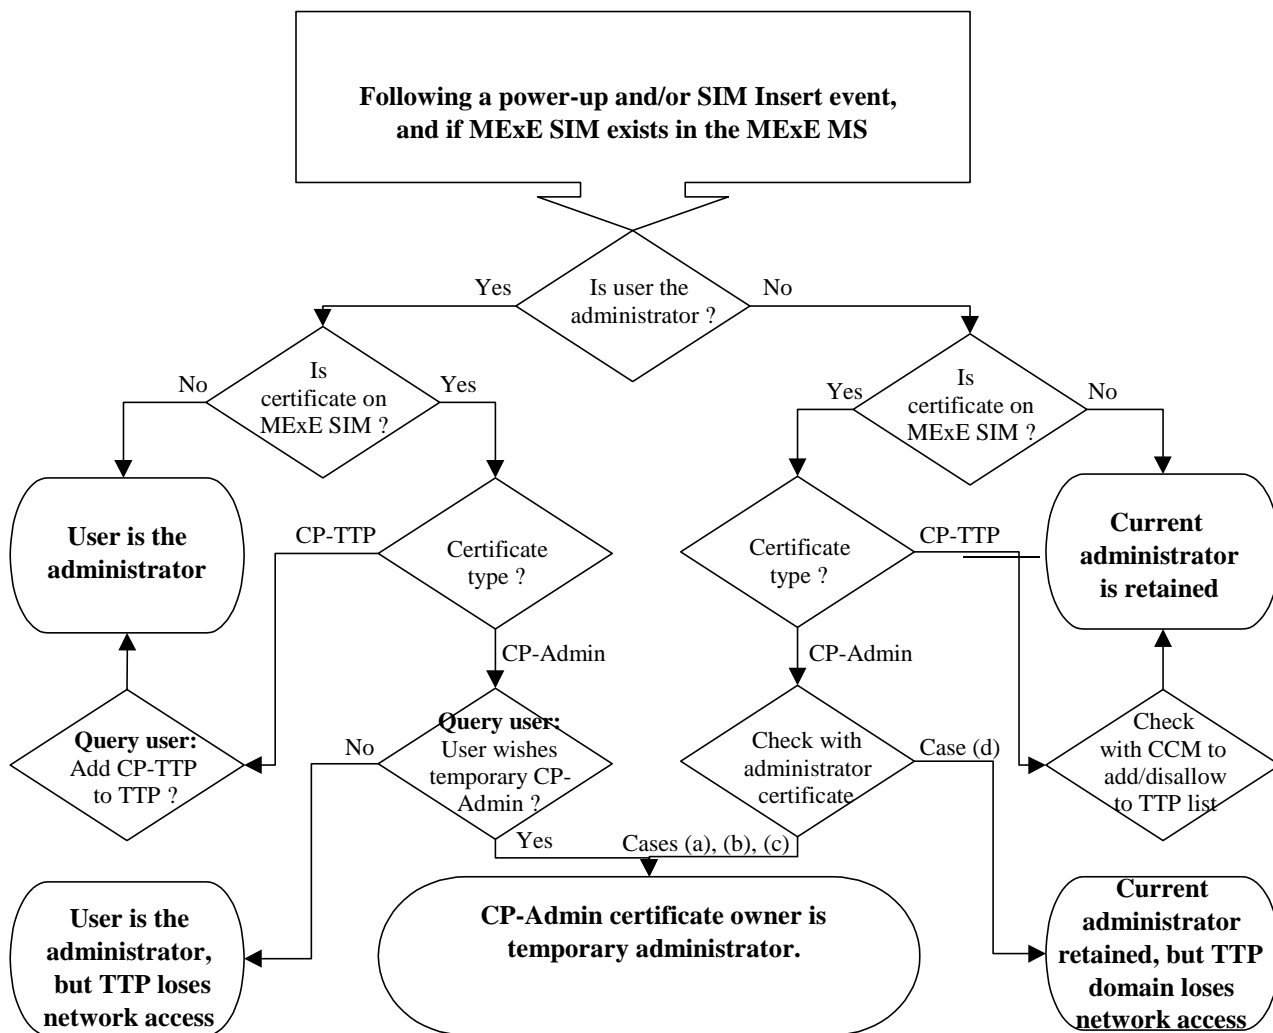 Following a power-up and/or SIM Insert event,
and if MExE SIM exists in the MExE MS
Yes
Is user the
administrator ?
No
No
Is
certificate on
MExE SIM ?
Yes
Yes
Is
certificate on
MExE SIM ?
No
User is the
administrator
CP-TTP
Certificate
type ?
Certificate
type ?
CP-TTP
Current
administrator
is retained
CP-Admin
CP-Admin
Query user:
Add CP-TTP
to TTP ?
No
Query user:
User wishes
temporary CP-
Admin ?
Check with
administrator
certificate
Case (d)
Check
with CCM to
add/disallow
to TTP list
Yes
Cases (a), (b), (c)
User is the
administrator,
but TTP loses
network access
CP-Admin certificate owner is
temporary administrator.
Current
administrator
retained, but TTP
domain loses
network access